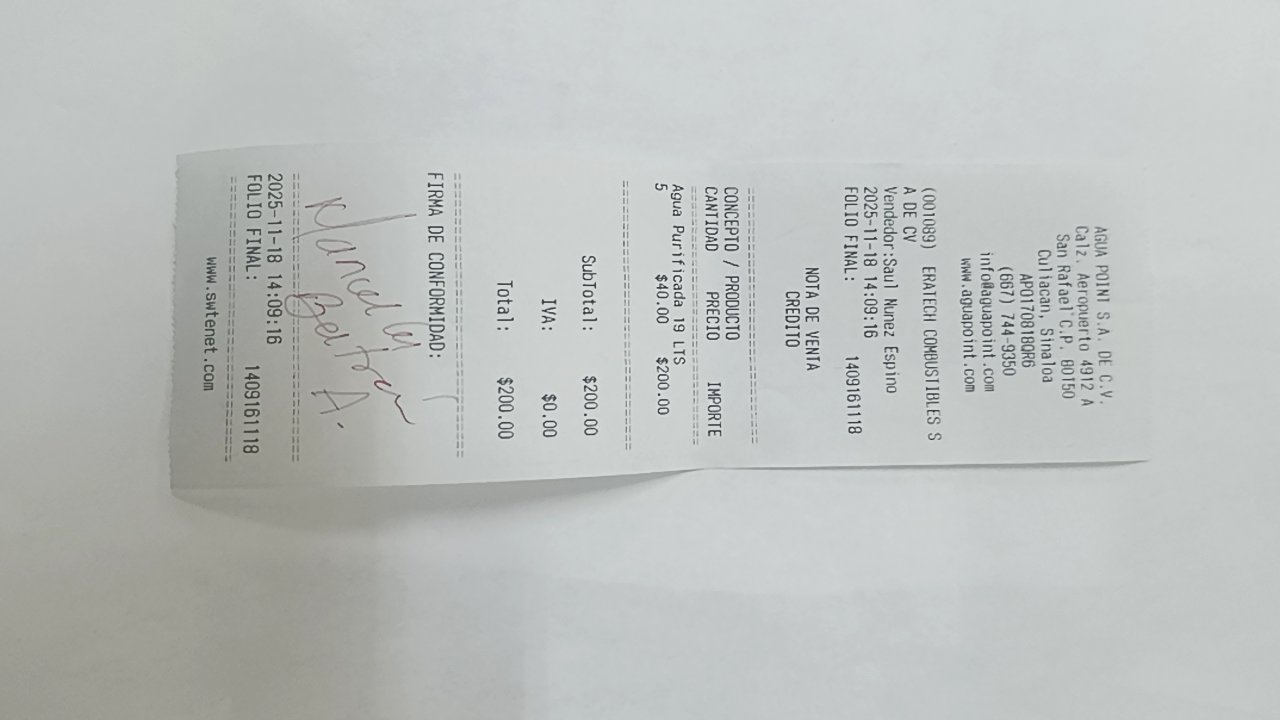 AGUA POINT S.A. DE C.V.
Calz. Aeropuerto 4912 A
San Rafael C.P. 80150
Culiacan, Sinaloa
APO170818QR6
(667) 744-9350
info@aguapoint.com
www.aguapoint.com
(001089) ERATECH COMBUSTIBLES S
A DE CV
Vendedor:Saul Nunez Espino
2025-11-18 14:09:16
FOLIO FINAL: 1409161118
NOTA DE VENTA
CREDITO
===========================
CONCEPTO / PRODUCTO
CANTIDAD PRECIO IMPORTE
===========================
Agua Purificada 19 LTS
5 $40.00 $200.00
===========================
SubTotal: $200.00
IVA: $0.00
Total: $200.00
===========================
FIRMA DE CONFORMIDAD:
A.
===========================
2025-11-18 14:09:16
FOLIO FINAL: 1409161118
===========================
www.swtenet.com